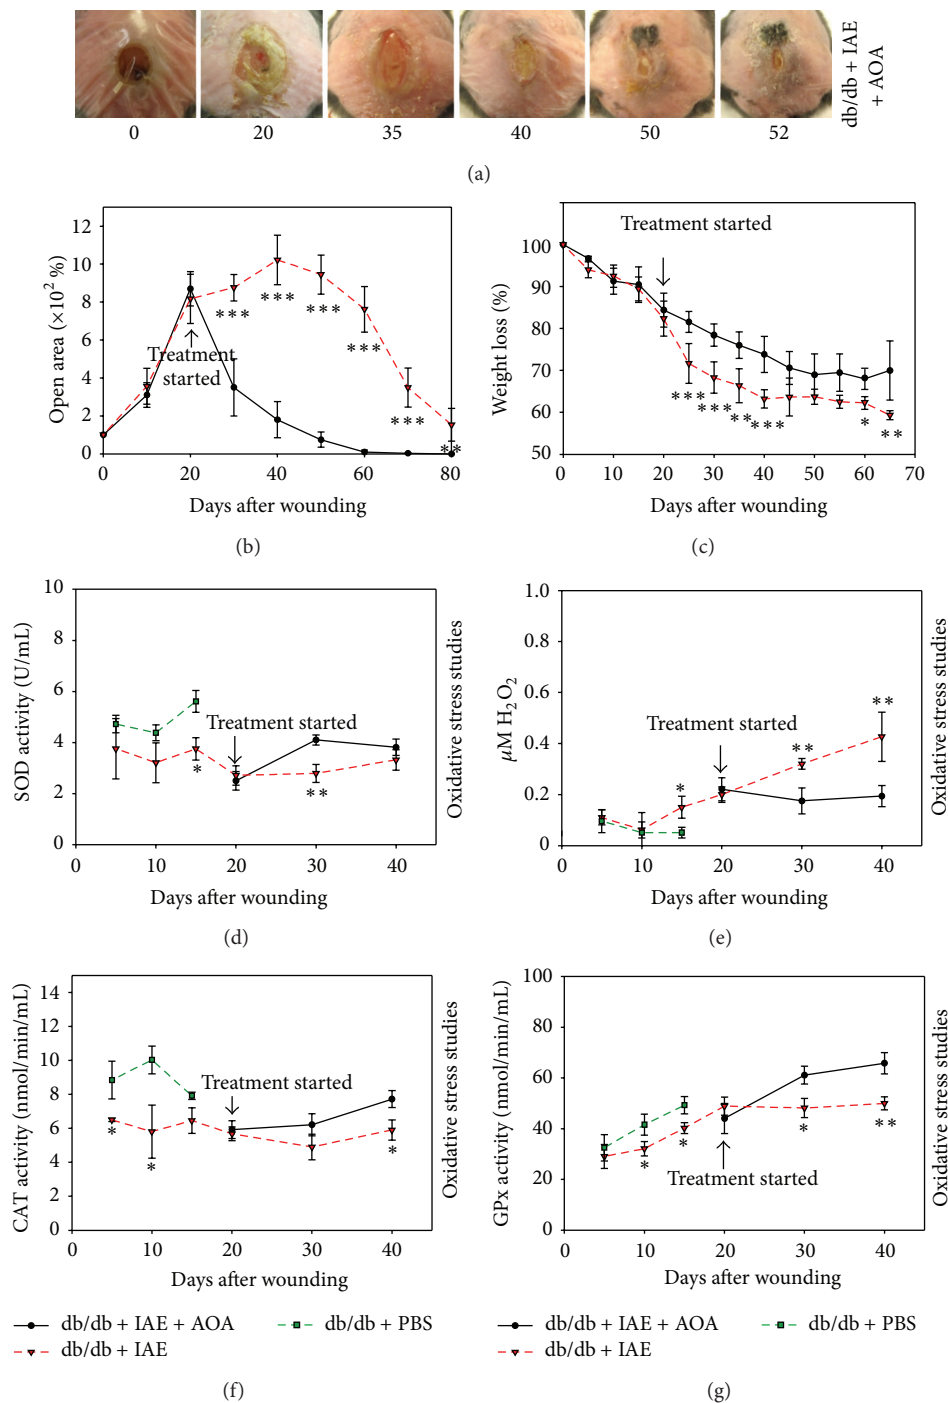 db/db + IAE
+ AOA
0 20 35 40 50 52
(a)
12
10
8
6
4
2
0
Open area (×10² %)
Treatment
started
***
***
***
***
***
**
0 20 40 60 80
Days after wounding
(b)
100
90
80
70
60
50
Weight loss (%)
Treatment started
***
***
**
***
*
**
0 10 20 30 40 50 60 70
Days after wounding
(c)
10
8
6
4
2
0
SOD activity (U/mL)
Treatment started
*
**
0 10 20 30 40
Days after wounding
Oxidative stress studies
(d)
1.0
0.8
0.6
0.4
0.2
0
µM H₂O₂
Treatment started
*
**
**
0 10 20 30 40
Days after wounding
Oxidative stress studies
(e)
14
12
10
8
6
4
2
0
CAT activity (nmol/min/mL)
Treatment started
*
*
*
0 10 20 30 40
Days after wounding
Oxidative stress studies
db/db + IAE + AOA db/db + PBS
db/db + IAE
(f)
100
80
60
40
20
0
GPx activity (nmol/min/mL)
Treatment started
*
*
*
**
0 10 20 30 40
Days after wounding
Oxidative stress studies
db/db + IAE + AOA db/db + PBS
db/db + IAE
(g)